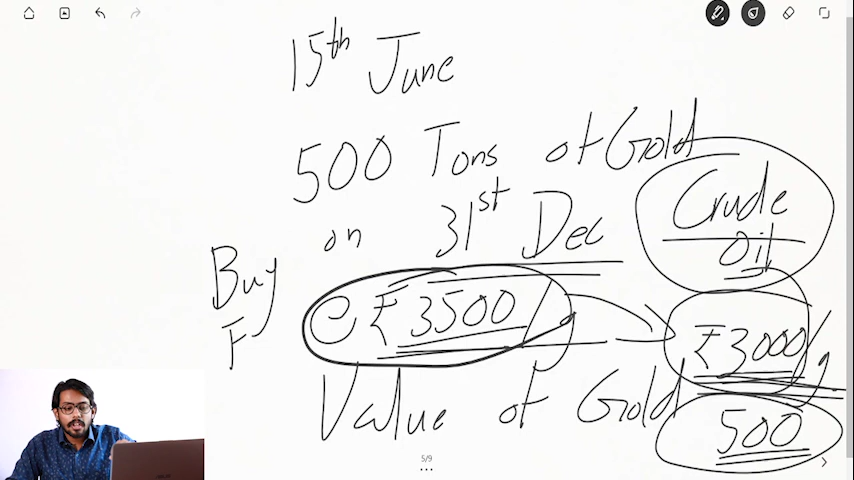 15th June
500 Tons of Gold
on 31st Dec
Crude
Oil
Buy
F
@ ₹3500/
₹3000/
Value of Gold
500
5/9